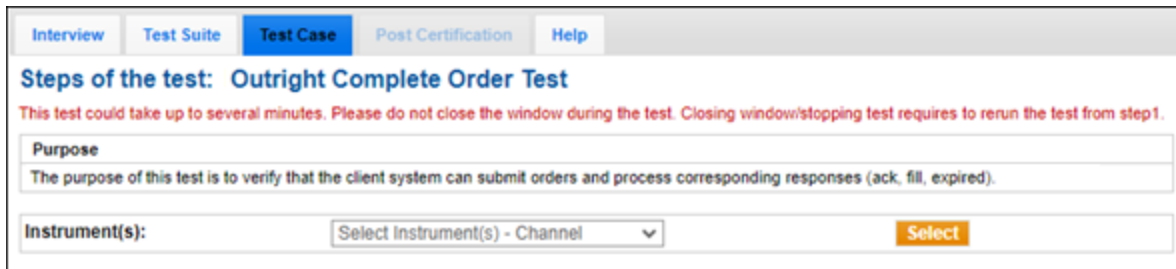 Interview Test Suite Test Case Post Certification Help
Steps of the test: Outright Complete Order Test
This test could take up to several minutes. Please do not close the window during the test. Closing window/stopping test requires to rerun the test from step1.
Purpose
The purpose of this test is to verify that the client system can submit orders and process corresponding responses (ack, fill, expired).
Instrument(s): Select Instrument(s) - Channel Select